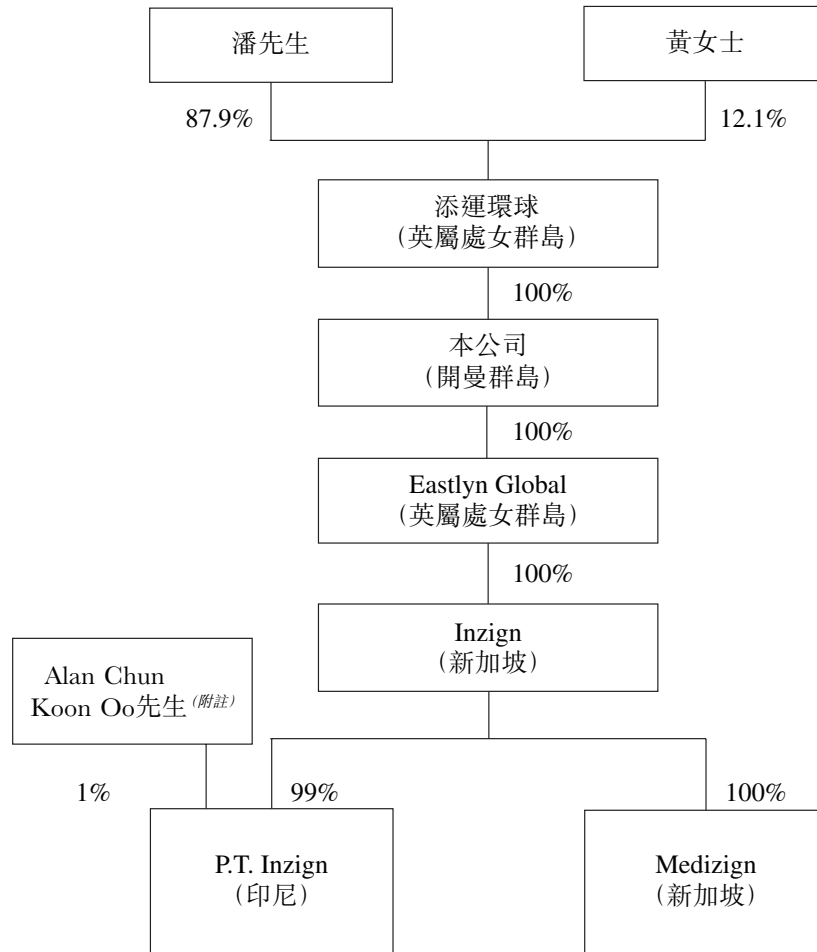 潘先生
黃女士
87.9%
12.1%
添運環球
(英屬處女群島)
100%
本公司
(開曼群島)
100%
Eastlyn Global
(英屬處女群島)
100%
Inzign
(新加坡)
Alan Chun
Koon Oo先生(附註)
1%
99%
100%
P.T. Inzign
(印尼)
Medizign
(新加坡)